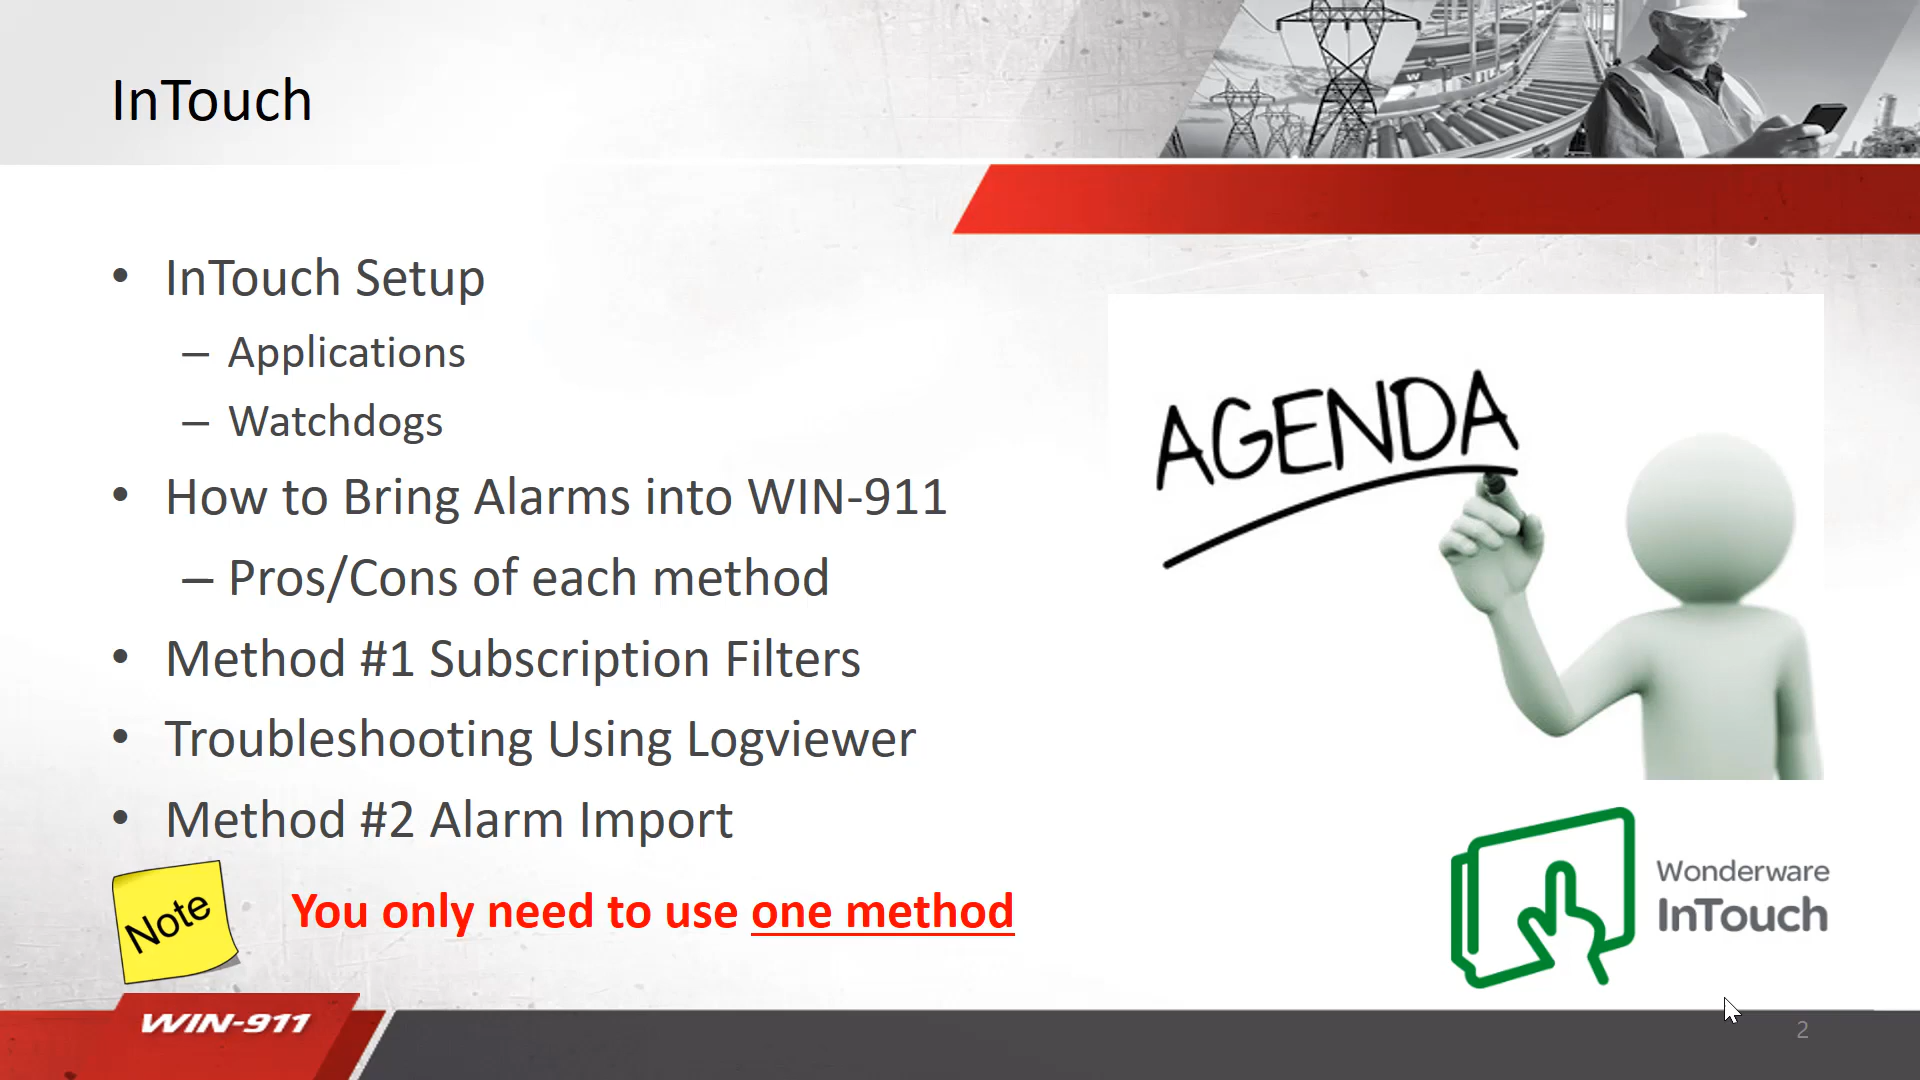 InTouch
• InTouch Setup
– Applications
– Watchdogs
• How to Bring Alarms into WIN-911
– Pros/Cons of each method
• Method #1 Subscription Filters
• Troubleshooting Using Logviewer
• Method #2 Alarm Import
Note
You only need to use one method
AGENDA
Wonderware
InTouch
WIN-911
2